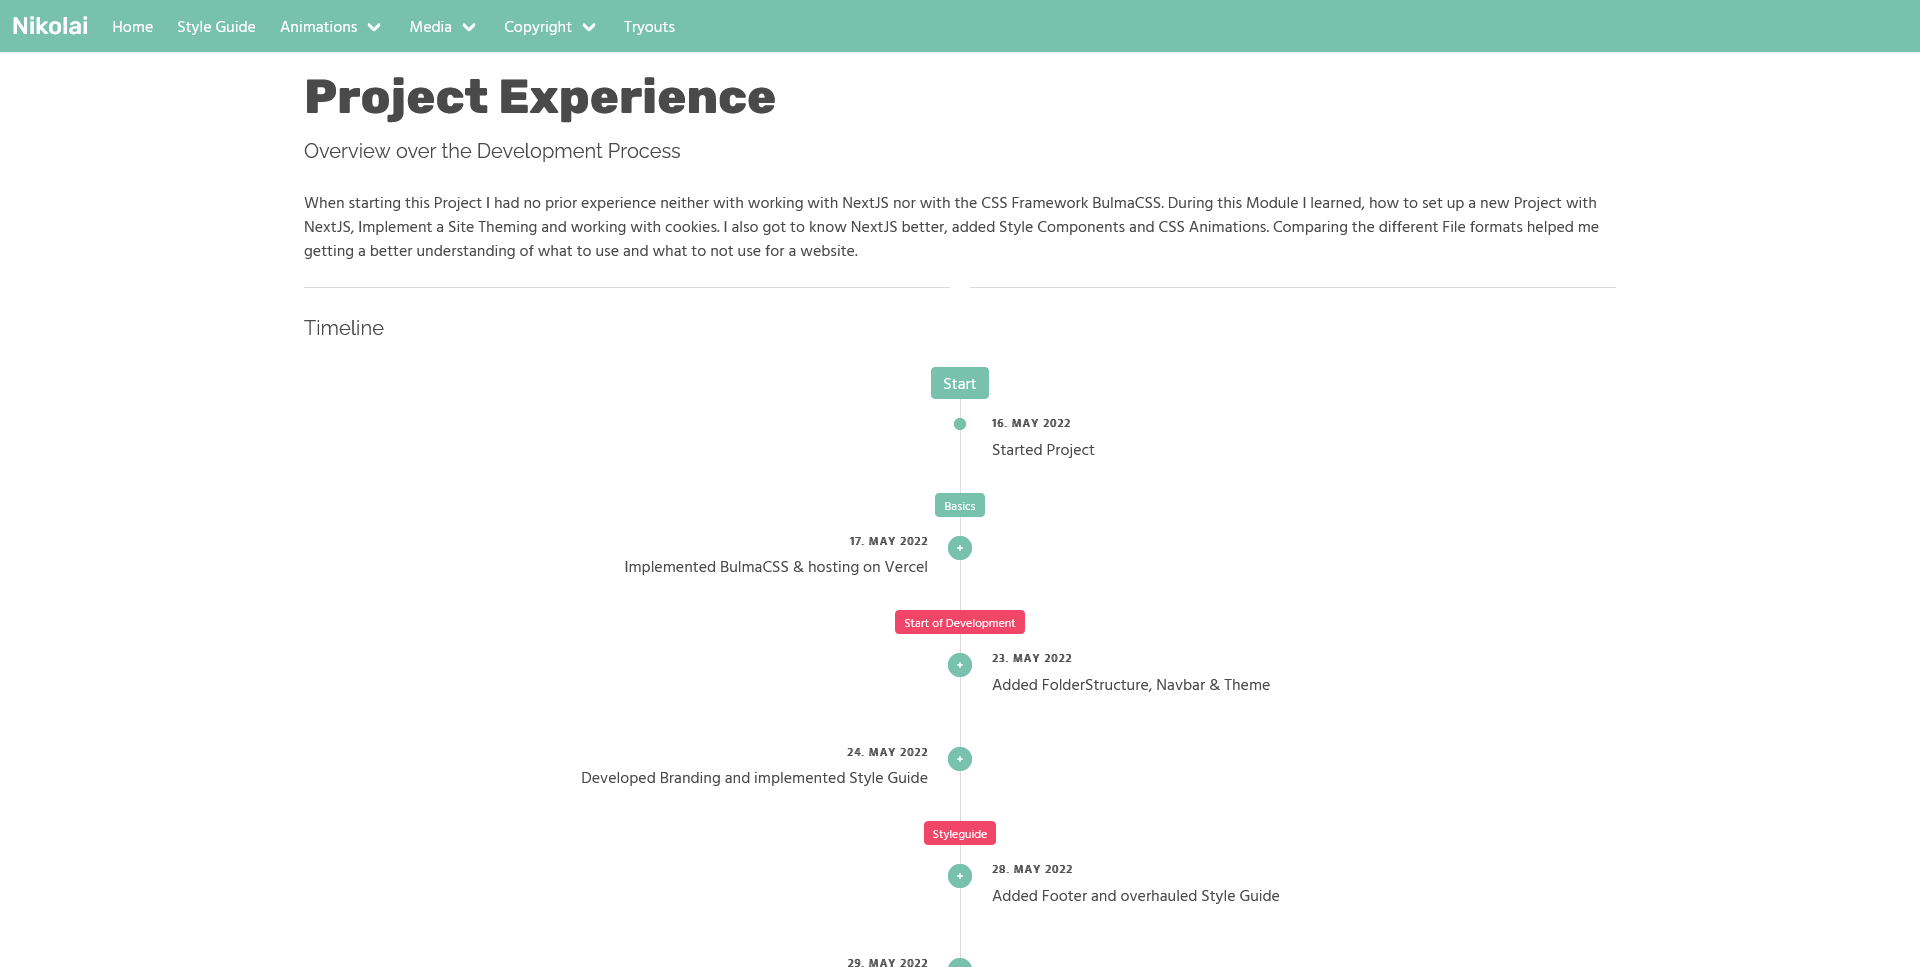 Nikolai Home Style Guide Animations Media Copyright Tryouts
Project Experience
Overview over the Development Process
When starting this Project I had no prior experience neither with working with NextJS nor with the CSS Framework BulmaCSS. During this Module I learned, how to set up a new Project with
NextJS, Implement a Site Theming and working with cookies. I also got to know NextJS better, added Style Components and CSS Animations. Comparing the different File formats helped me
getting a better understanding of what to use and what to not use for a website.
Timeline
Start
16. MAY 2022
Started Project
Basics
17. MAY 2022
Implemented BulmaCSS & hosting on Vercel
Start of Development
23. MAY 2022
Added FolderStructure, Navbar & Theme
24. MAY 2022
Developed Branding and implemented Style Guide
Styleguide
28. MAY 2022
Added Footer and overhauled Style Guide
29. MAY 2022